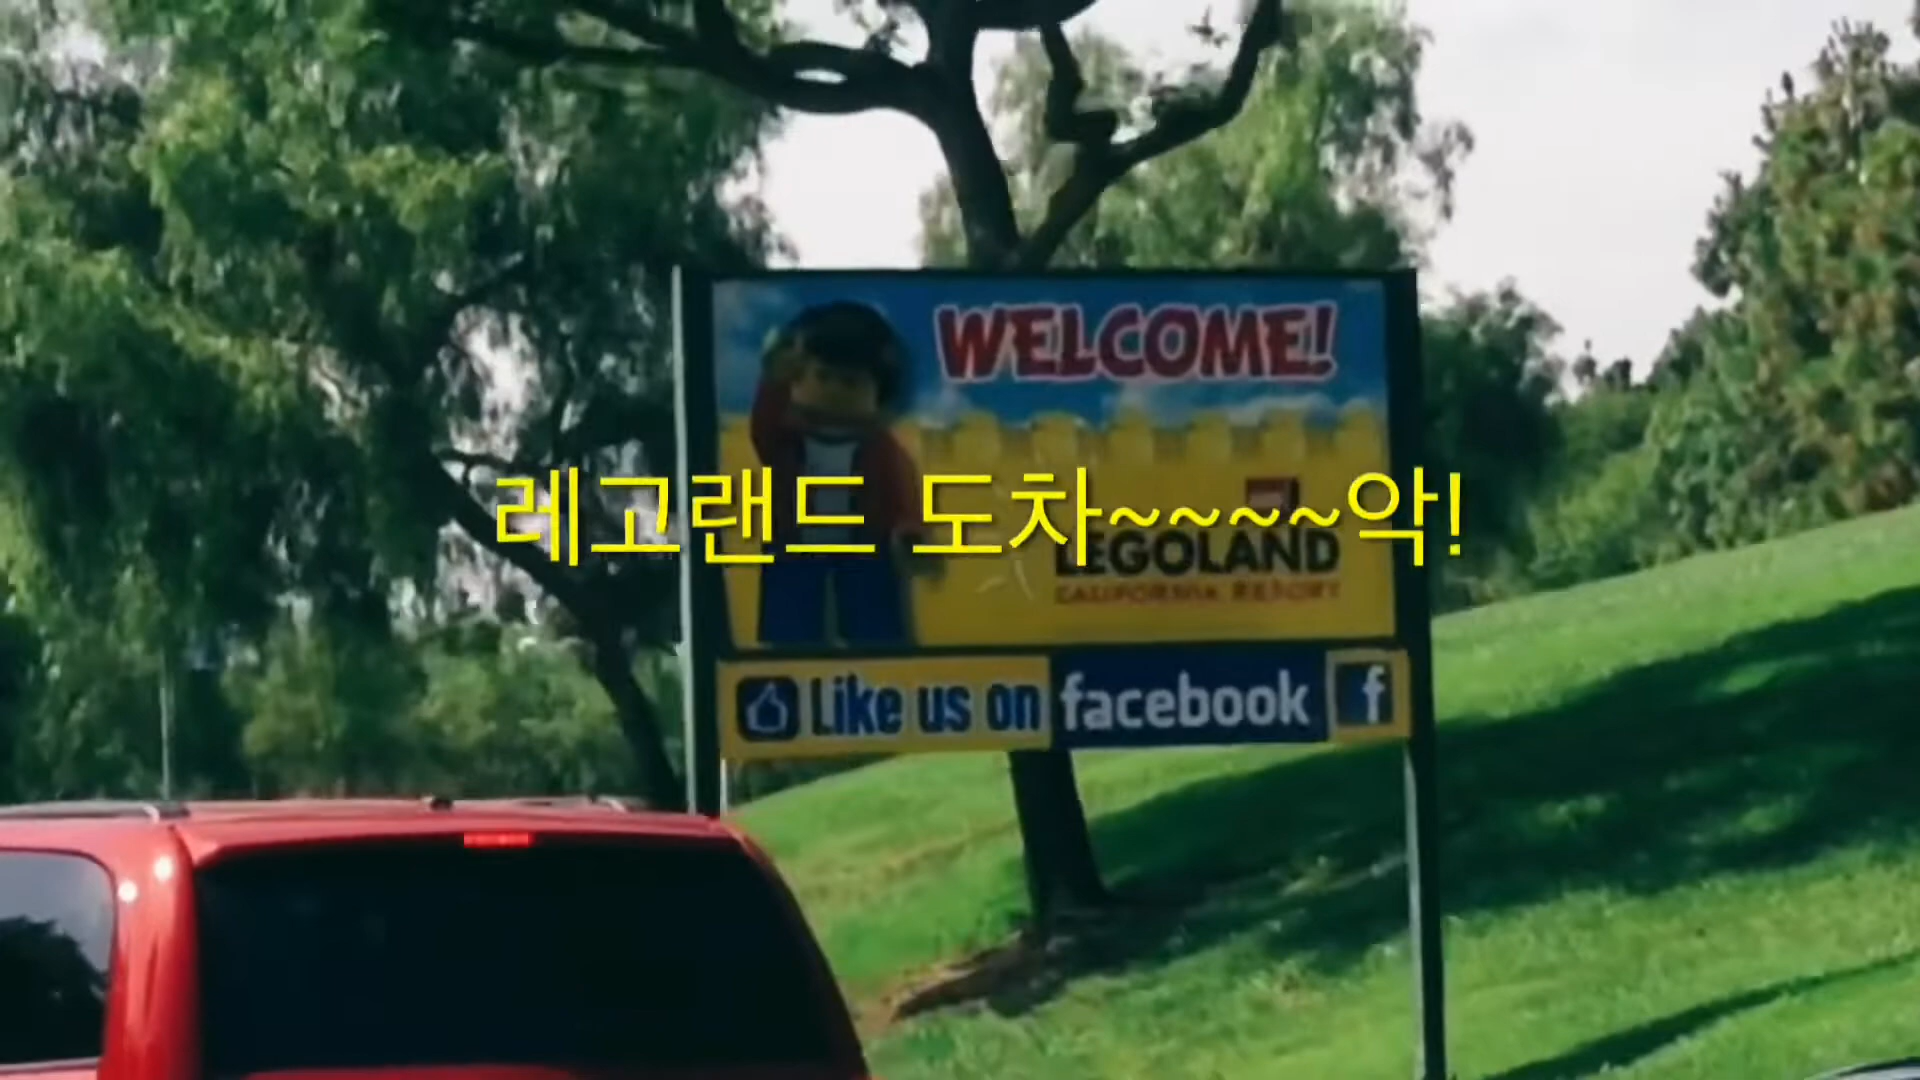 WELCOME!
레고랜드 도차~~~~악!
LEGOLAND
CALIFORNIA RESORT
Like us on facebook f